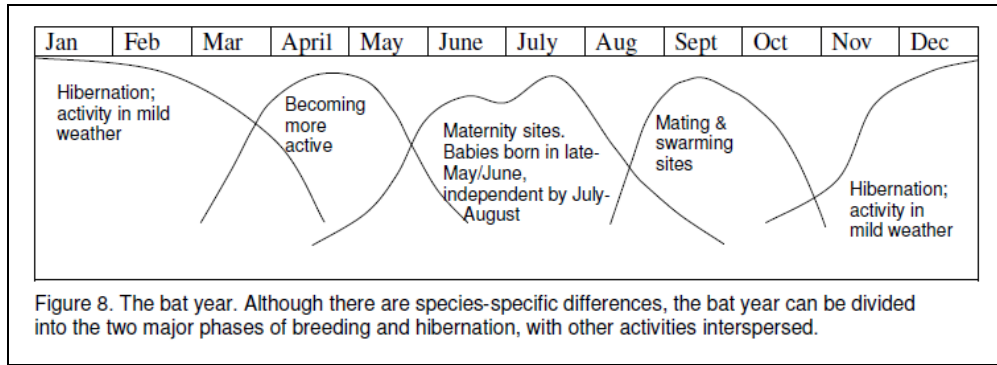 Jan Feb Mar April May June July Aug Sept Oct Nov Dec
Hibernation;
activity in mild
weather
Becoming
more
active
Maternity sites.
Babies born in late-
May/June,
independent by July-
August
Mating &
swarming
sites
Hibernation;
activity in
mild weather
Figure 8. The bat year. Although there are species-specific differences, the bat year can be divided
into the two major phases of breeding and hibernation, with other activities interspersed.